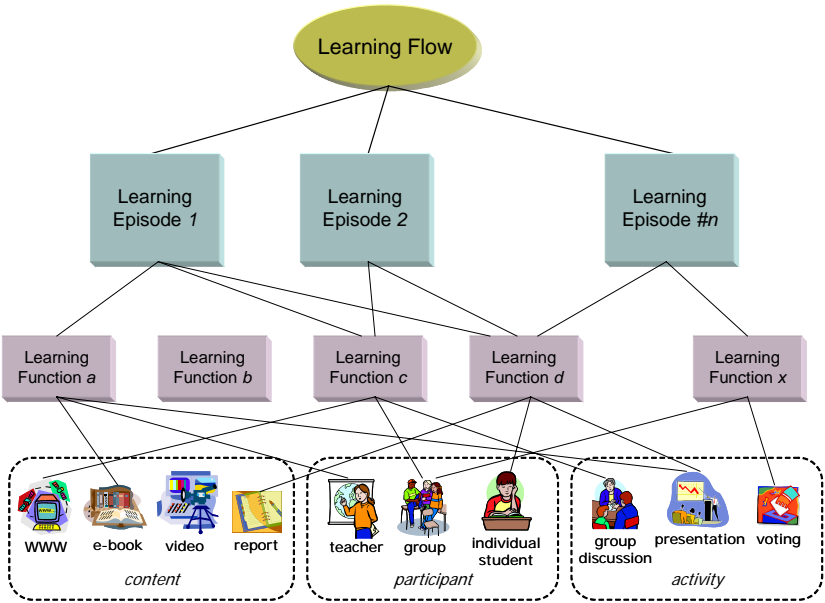 Learning Flow
Learning
Episode 1
Learning
Episode 2
Learning
Episode #n
Learning
Function a
Learning
Function b
Learning
Function c
Learning
Function d
Learning
Function x
www
e-book
video
report
content
teacher
group
individual
student
participant
group
discussion
presentation
voting
activity